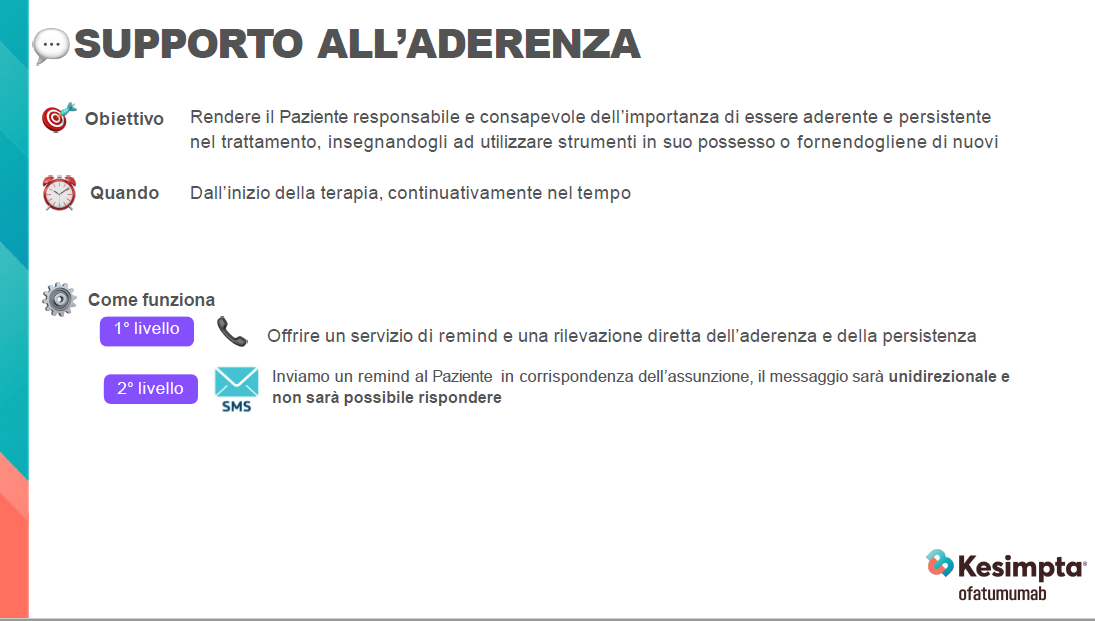 SUPPORTO ALL’ADERENZA
Obiettivo
Rendere il Paziente responsabile e consapevole dell’importanza di essere aderente e persistente
nel trattamento, insegnandogli ad utilizzare strumenti in suo possesso o fornendogliene di nuovi
Quando
Dall’inizio della terapia, continuativamente nel tempo
Come funziona
1° livello
Offrire un servizio di remind e una rilevazione diretta dell’aderenza e della persistenza
2° livello
SMS
Inviamo un remind al Paziente in corrispondenza dell’assunzione, il messaggio sarà unidirezionale e
non sarà possibile rispondere
Kesimpta®
ofatumumab